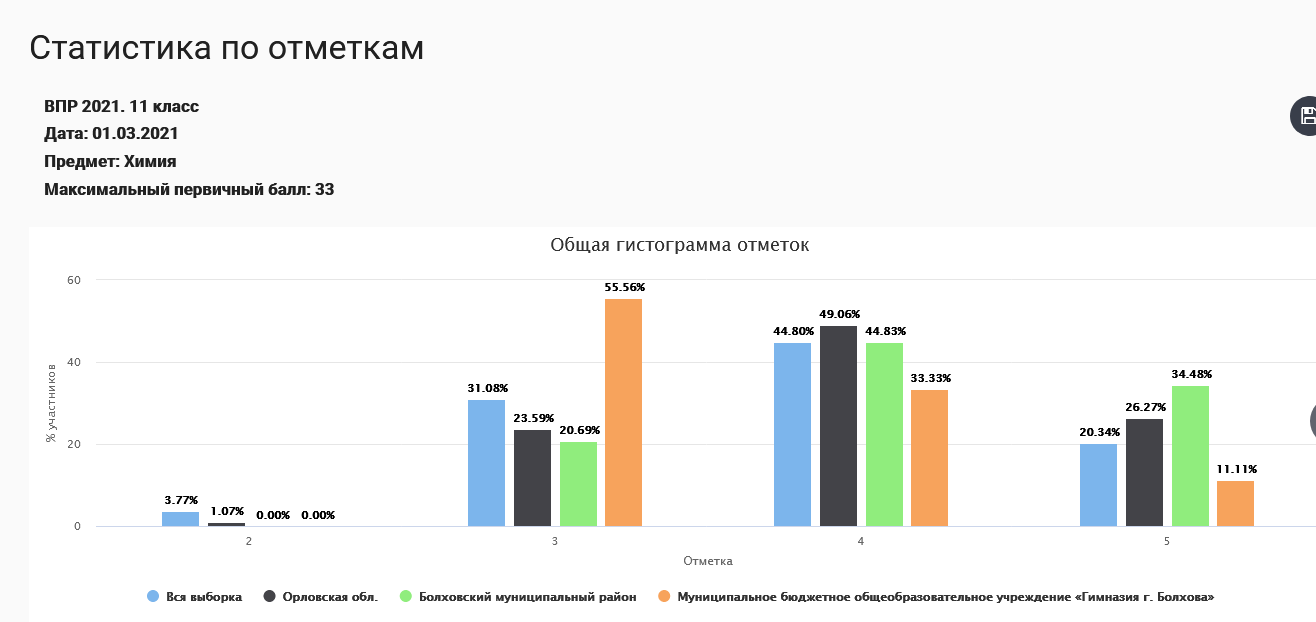 Статистика по отметкам
ВПР 2021. 11 класс
Дата: 01.03.2021
Предмет: Химия
Максимальный первичный балл: 33
Общая гистограмма отметок
% участников
60
40
20
0
3.77%
1.07%
0.00%
0.00%
31.08%
23.59%
20.69%
55.56%
44.80%
49.06%
44.83%
33.33%
20.34%
26.27%
34.48%
11.11%
2
3
4
5
Отметка
Вся выборка
Орловская обл.
Болховский муниципальный район
Муниципальное бюджетное общеобразовательное учреждение «Гимназия г. Болхова»